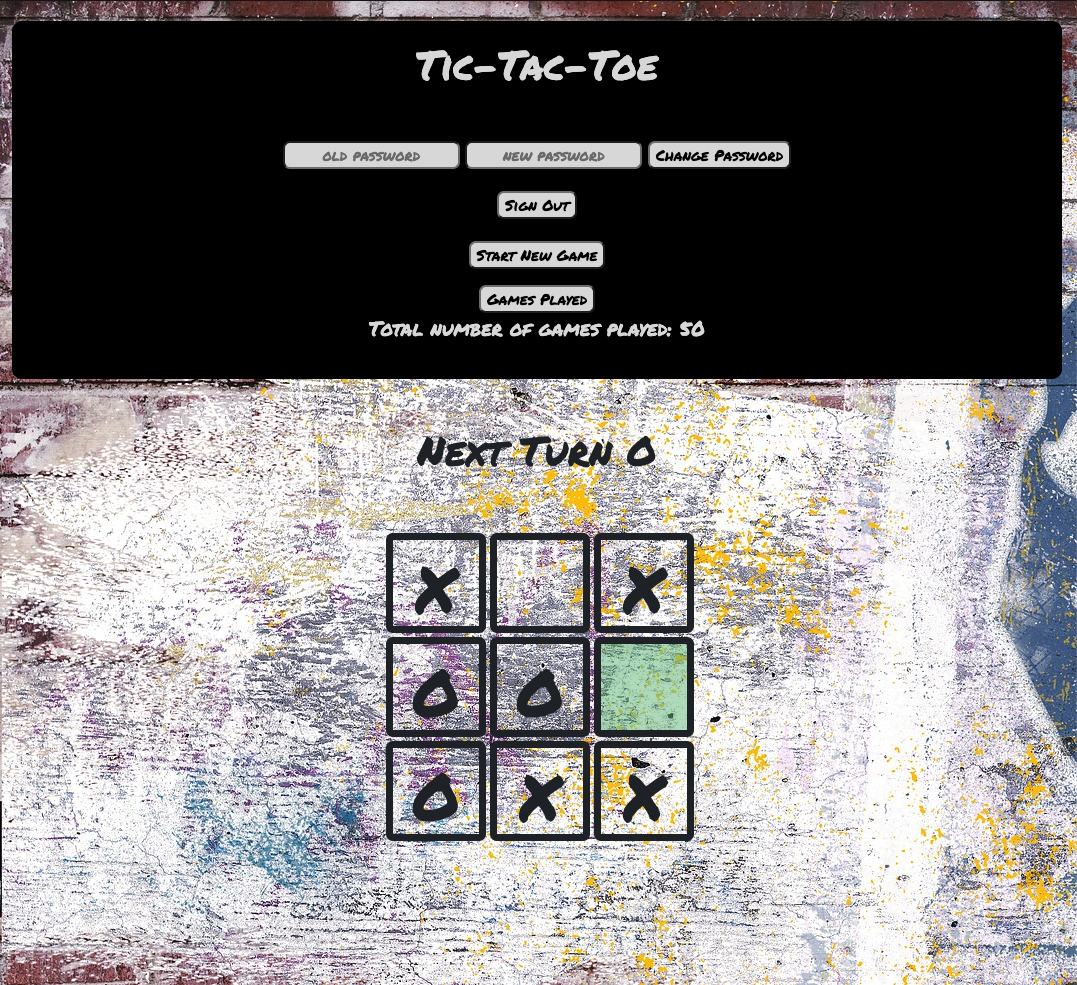 Tic-Tac-Toe
old password new password Change Password
Sign Out
Start New Game
Games Played
Total number of games played: 50
Next Turn O
X X
O O
O X X